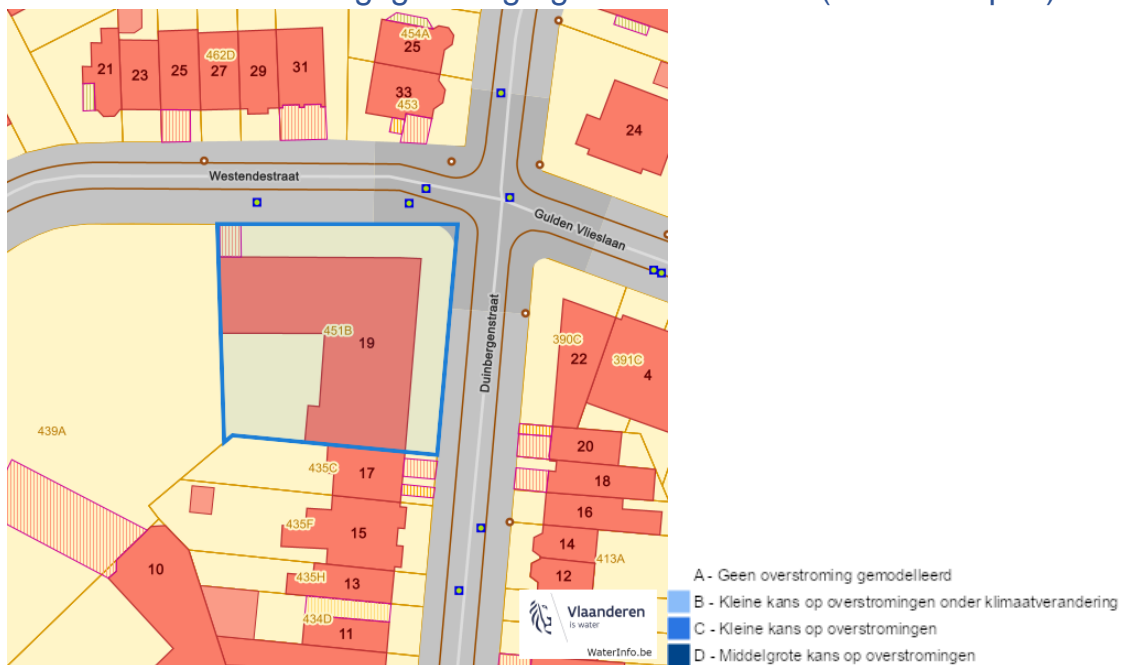 454A
25
462D
21
23
25
27
29
31
33
453
24
Westendestraat
Gulden Vlieslaan
451B
19
Duinbergenstraat
390C
22
391C
4
439A
435C
17
20
18
16
435F
15
14
413A
10
435H
13
12
434D
11
Vlaanderen
is water
WaterInfo.be
A - Geen overstroming gemodelleerd
B - Kleine kans op overstromingen onder klimaatverandering
C - Kleine kans op overstromingen
D - Middelgrote kans op overstromingen